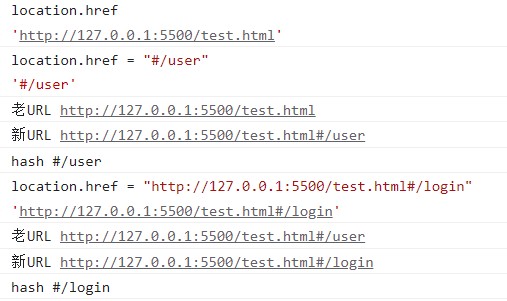 location.href
'http://127.0.0.1:5500/test.html'
location.href = "#/user"
'#/user'
老URL http://127.0.0.1:5500/test.html
新URL http://127.0.0.1:5500/test.html#/user
hash #/user
location.href = "http://127.0.0.1:5500/test.html#/login"
'http://127.0.0.1:5500/test.html#/login'
老URL http://127.0.0.1:5500/test.html#/user
新URL http://127.0.0.1:5500/test.html#/login
hash #/login